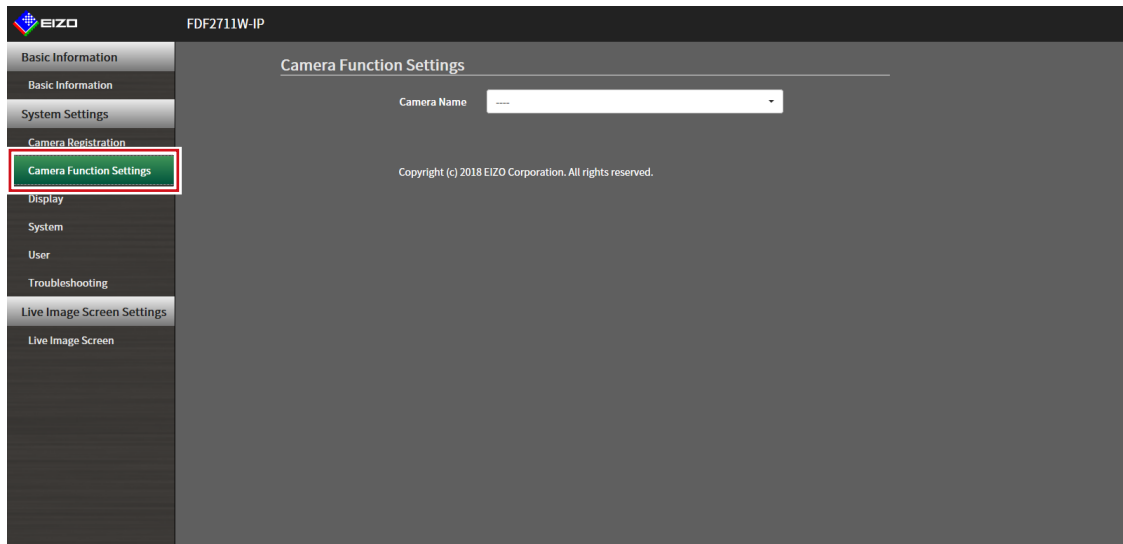 EIZO
FDF2711W-IP
Basic Information
Basic Information
System Settings
Camera Registration
Camera Function Settings
Display
System
User
Troubleshooting
Live Image Screen Settings
Live Image Screen
Camera Function Settings
Camera Name
----
Copyright (c) 2018 EIZO Corporation. All rights reserved.